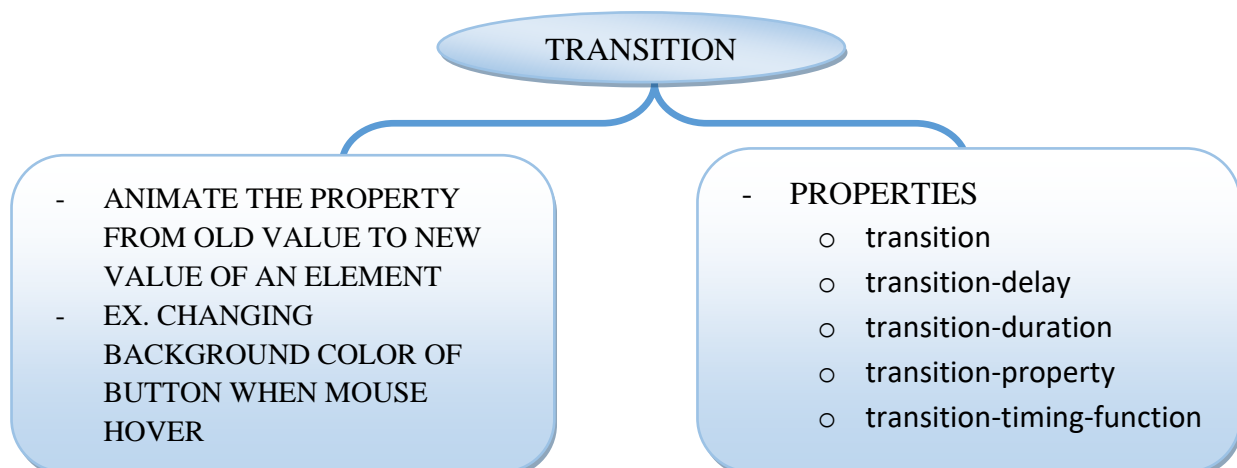 TRANSITION
- ANIMATE THE PROPERTY
FROM OLD VALUE TO NEW
VALUE OF AN ELEMENT
- EX. CHANGING
BACKGROUND COLOR OF
BUTTON WHEN MOUSE
HOVER
- PROPERTIES
o transition
o transition-delay
o transition-duration
o transition-property
o transition-timing-function